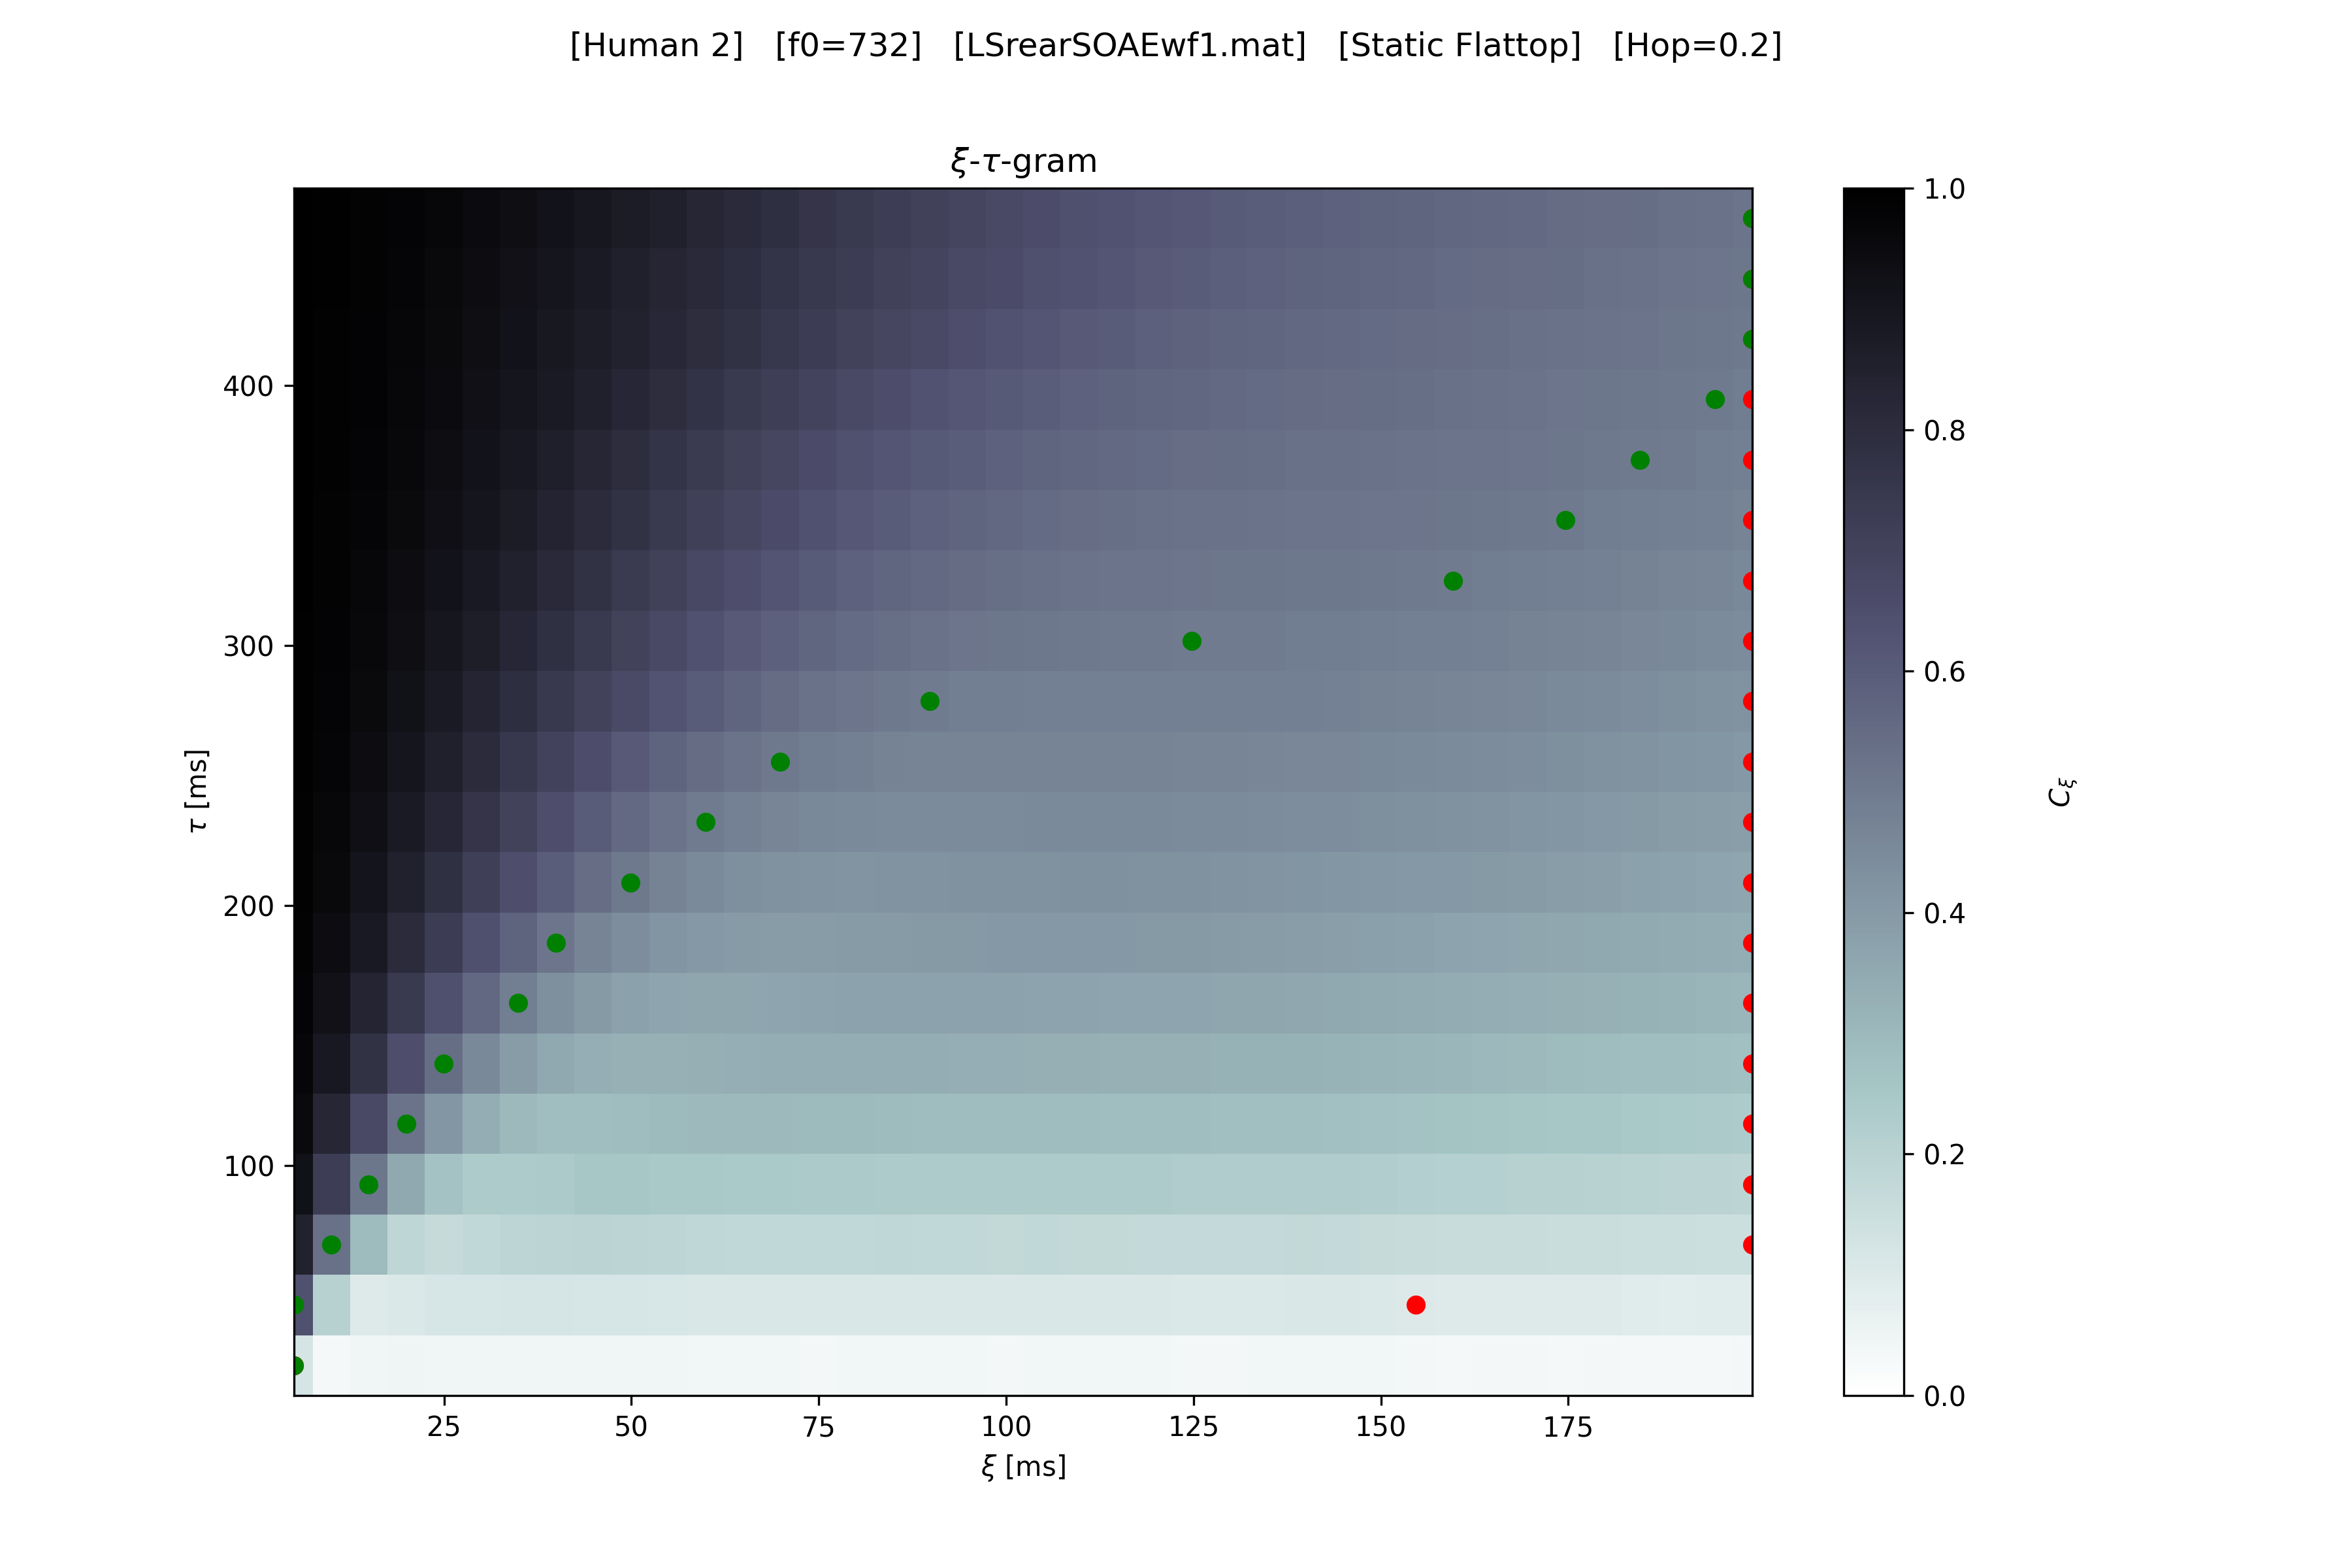 [Human 2] [f0=732] [LSrearSOAEwf1.mat] [Static Flattop] [Hop=0.2]
ξ-τ-gram
τ [ms]
400
300
200
100
25 50 75 100 125 150 175
ξ [ms]
1.0
0.8
0.6
0.4
0.2
0.0
C_ξ